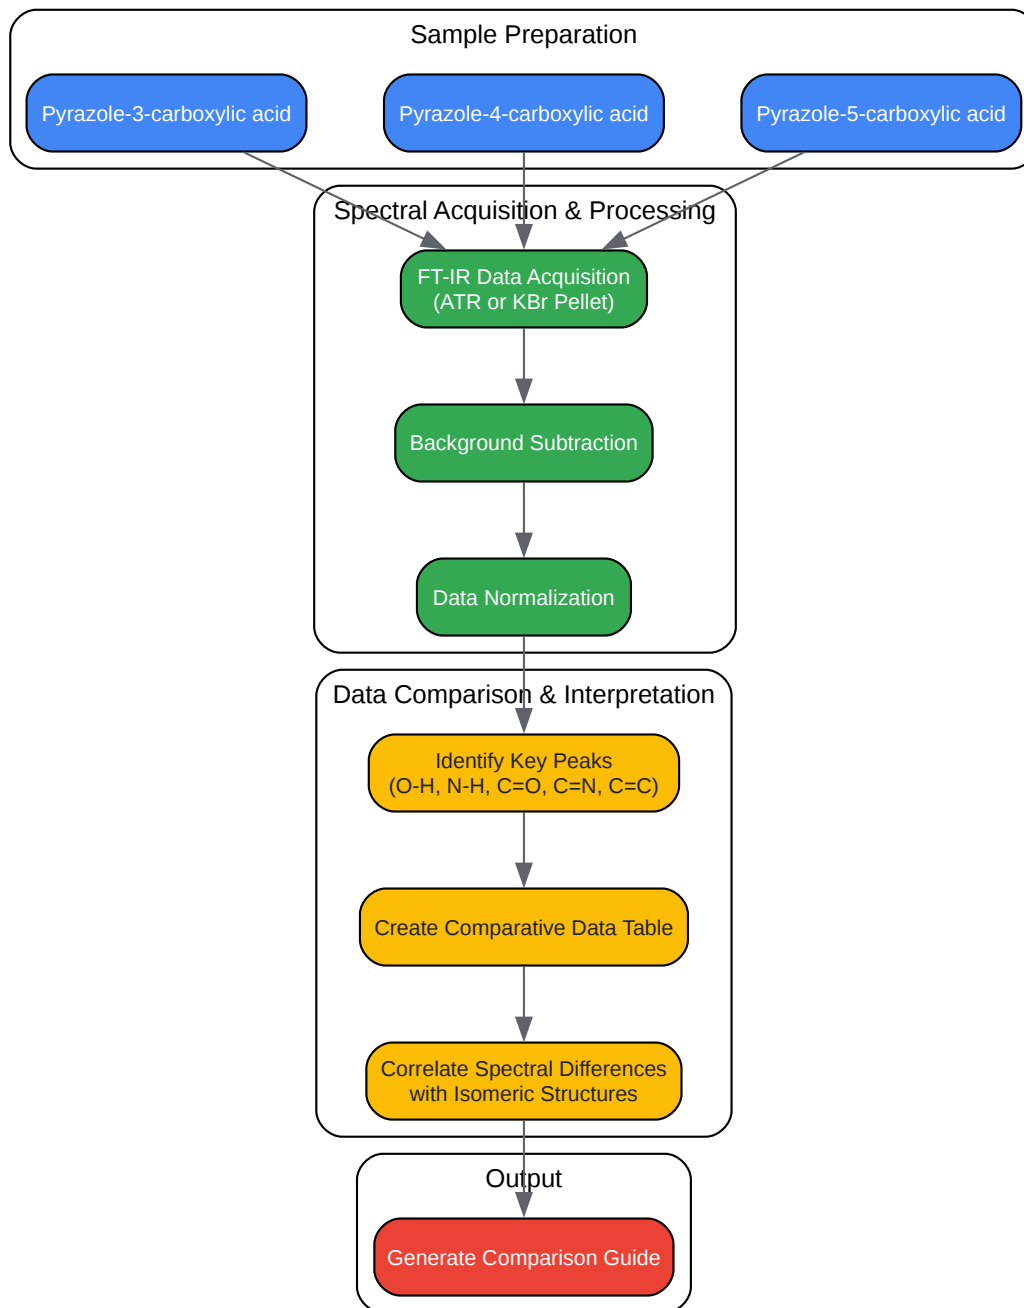 Sample Preparation
Pyrazole-3-carboxylic acid
Pyrazole-4-carboxylic acid
Pyrazole-5-carboxylic acid
Spectral Acquisition & Processing
FT-IR Data Acquisition
(ATR or KBr Pellet)
Background Subtraction
Data Normalization
Data Comparison & Interpretation
Identify Key Peaks
(O-H, N-H, C=O, C=N, C=C)
Create Comparative Data Table
Correlate Spectral Differences
with Isomeric Structures
Output
Generate Comparison Guide